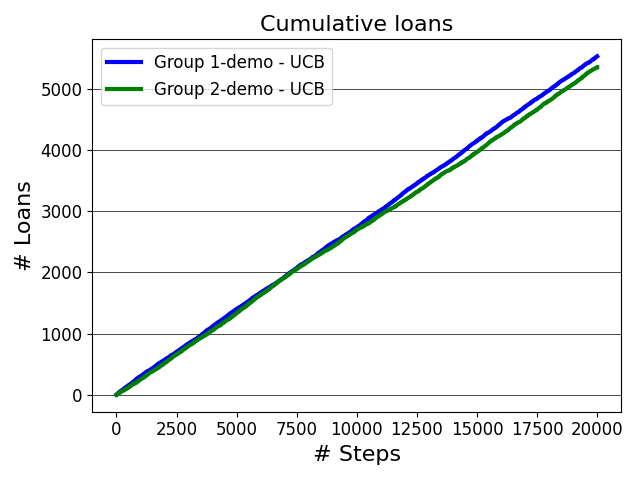 Cumulative loans
Group 1-demo - UCB
Group 2-demo - UCB
# Loans
5000
4000
3000
2000
1000
0
0 2500 5000 7500 10000 12500 15000 17500 20000
# Steps